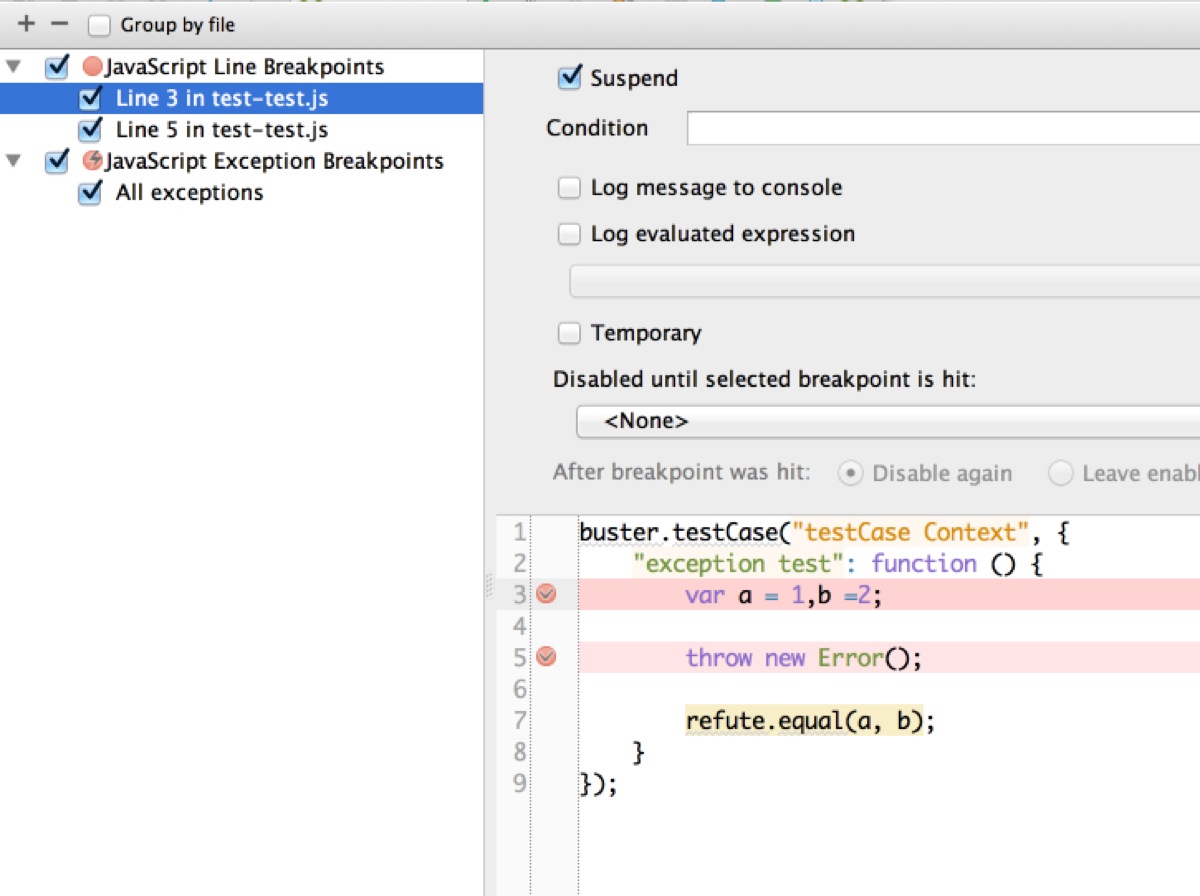 Group by file
JavaScript Line Breakpoints
Line 3 in test-test.js
Line 5 in test-test.js
JavaScript Exception Breakpoints
All exceptions
Suspend
Condition
Log message to console
Log evaluated expression
Temporary
Disabled until selected breakpoint is hit:
<None>
After breakpoint was hit: Disable again Leave enabl
1 buster.testCase("testCase Context", {
2 "exception test": function () {
3 var a = 1,b =2;
4
5 throw new Error();
6
7 refute.equal(a, b);
8 }
9 });